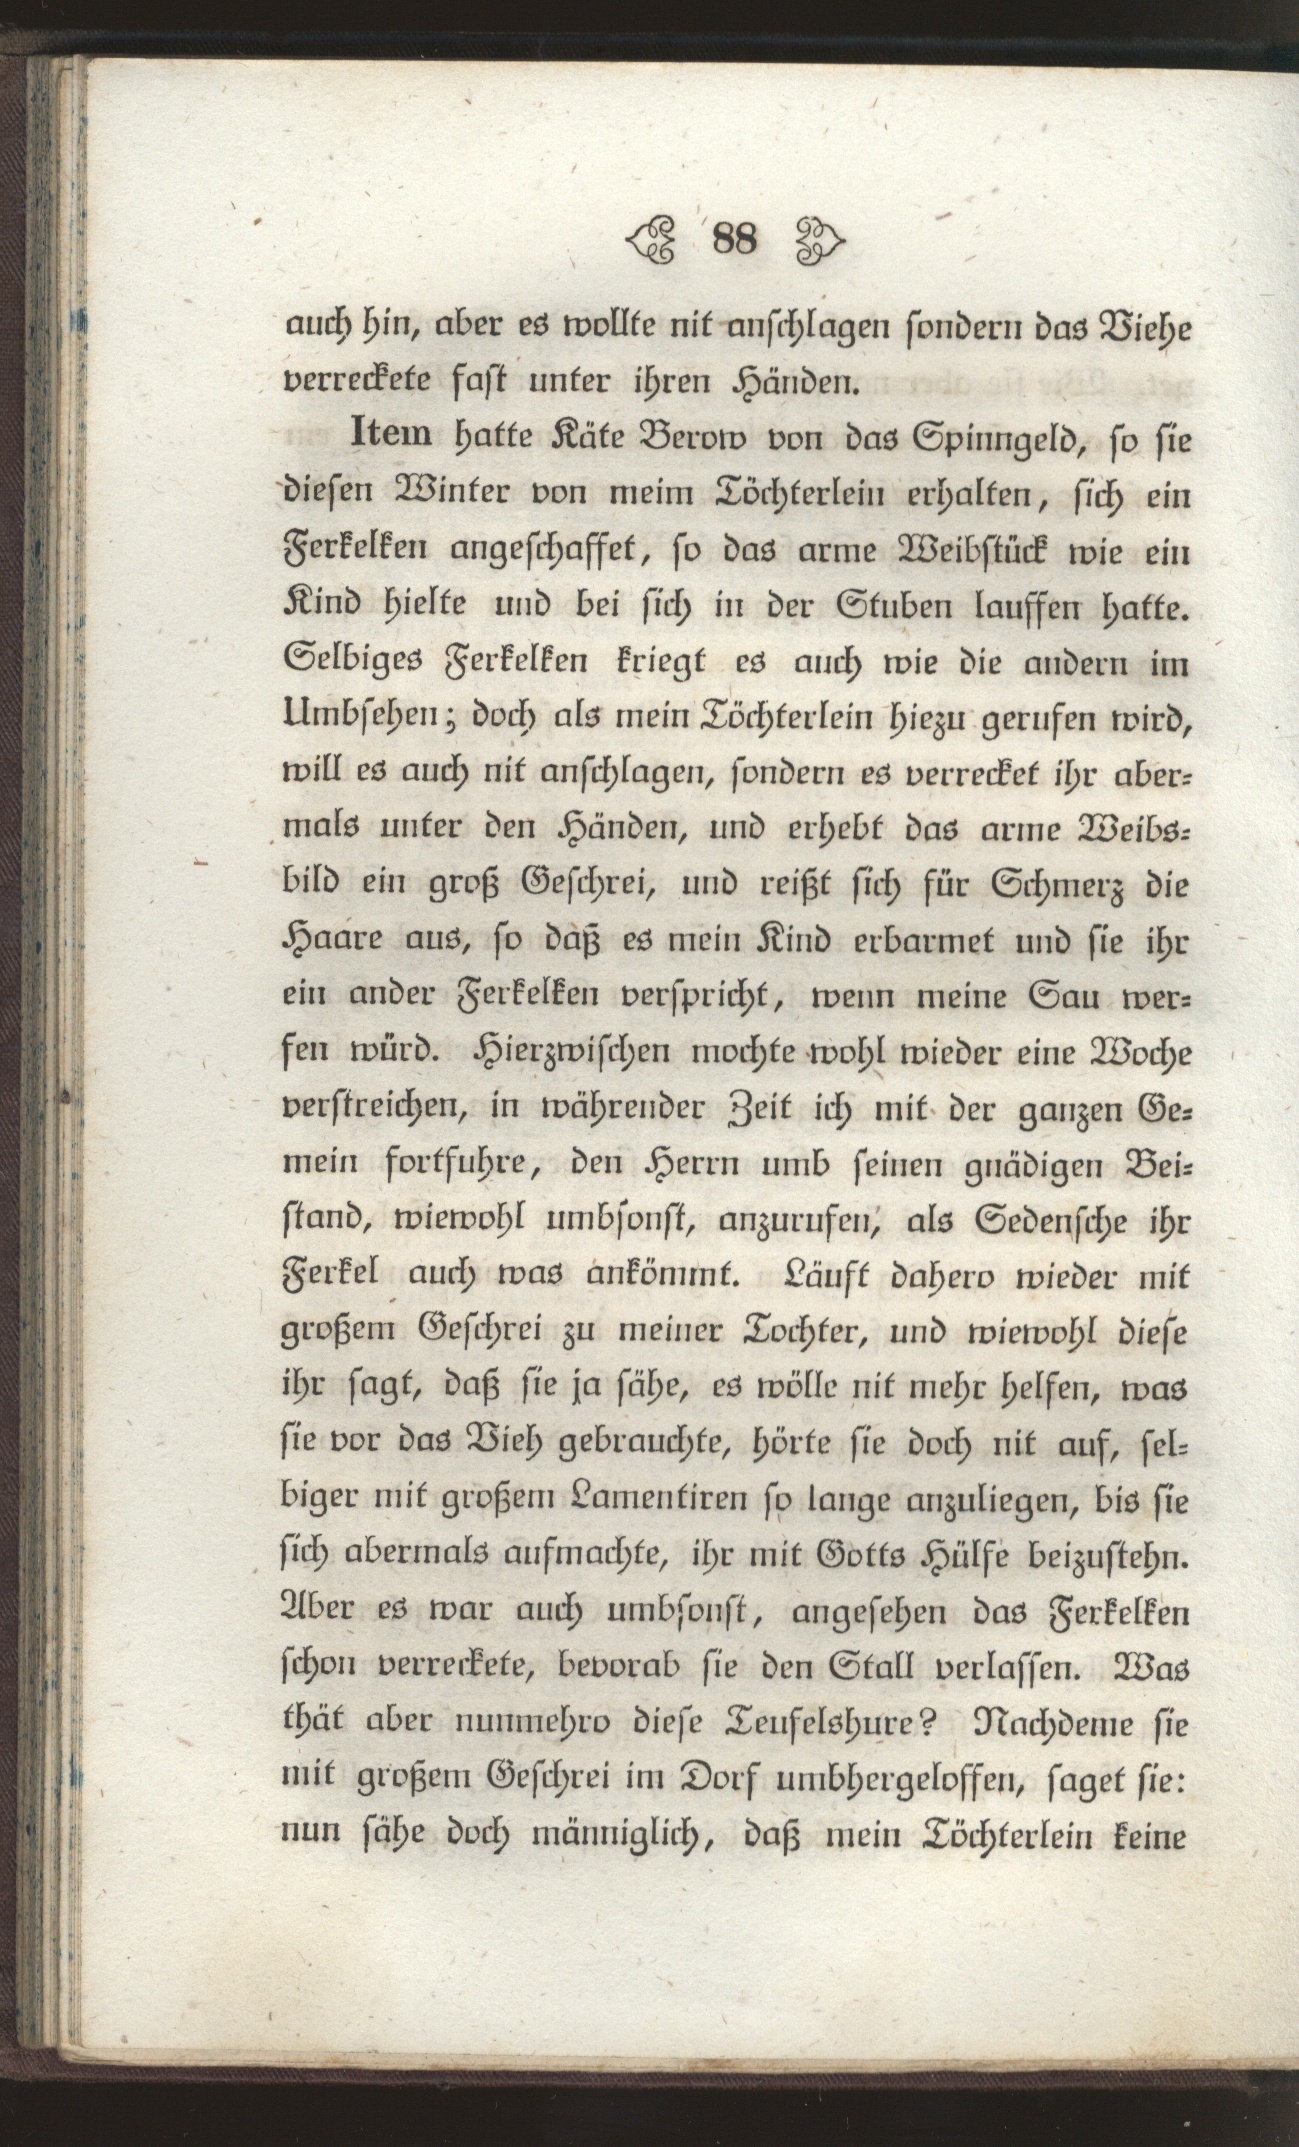 88
auch hin, aber es wollte nit anschlagen sondern das Viehe
verreckete fast unter ihren Händen.
Item hatte Käte Berow von das Spinngeld, so sie
diesen Winter von meim Töchterlein erhalten, sich ein
Ferkelken angeschaffet, so das arme Weibstück wie ein
Kind hielte und bei sich in der Stuben lauffen hatte.
Selbiges Ferkelken kriegt es auch wie die andern im
Umbsehen; doch als mein Töchterlein hiezu gerufen wird,
will es auch nit anschlagen, sondern es verrecket ihr aber-
mals unter den Händen, und erhebt das arme Weibs-
bild ein groß Geschrei, und reißt sich für Schmerz die
Haare aus, so daß es mein Kind erbarmet und sie ihr
ein ander Ferkelken verspricht, wenn meine Sau wer-
fen würd. Hierzwischen mochte wohl wieder eine Woche
verstreichen, in währender Zeit ich mit der ganzen Ge-
mein fortfuhre, den Herrn umb seinen gnädigen Bei-
stand, wiewohl umbsonst, anzurufen, als Sedensche ihr
Ferkel auch was ankömmt. Läuft dahero wieder mit
großem Geschrei zu meiner Tochter, und wiewohl diese
ihr sagt, daß sie ja sähe, es wölle nit mehr helfen, was
sie vor das Vieh gebrauchte, hörte sie doch nit auf, sel-
biger mit großem Lamentiren so lange anzuliegen, bis sie
sich abermals aufmachte, ihr mit Gotts Hülfe beizustehn.
Aber es war auch umbsonst, angesehen das Ferkelken
schon verreckete, bevorab sie den Stall verlassen. Was
thät aber nunmehro diese Teufelshure? Nachdeme sie
mit großem Geschrei im Dorf umbhergeloffen, saget sie:
nun sähe doch männiglich, daß mein Töchterlein keine